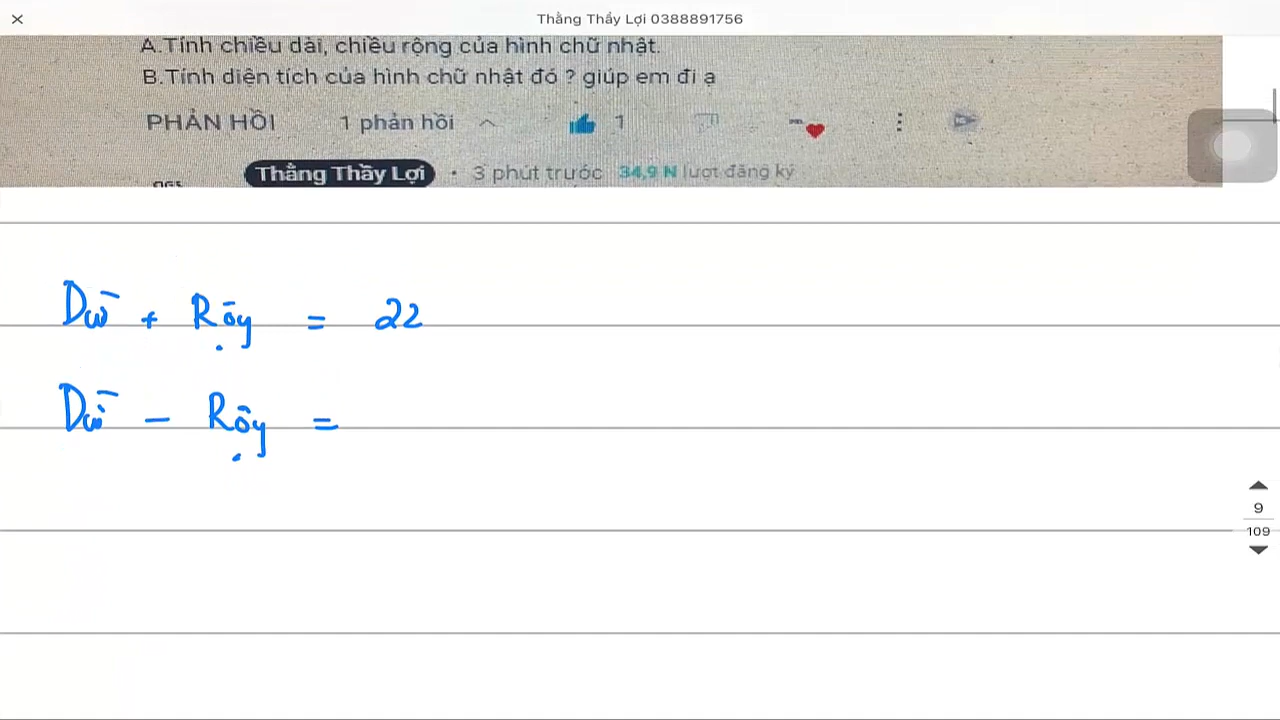 Thằng Thầy Lợi 0388891756
A.Tính chiều dài, chiều rộng của hình chữ nhật.
B.Tính diện tích của hình chữ nhật đó ? giúp em đi ạ
PHẢN HỒI 1 phản hồi 1
Thằng Thầy Lợi • 3 phút trước 34,9 N lượt đăng ký
Dài + Rộng = 22
Dài - Rộng =
9
109